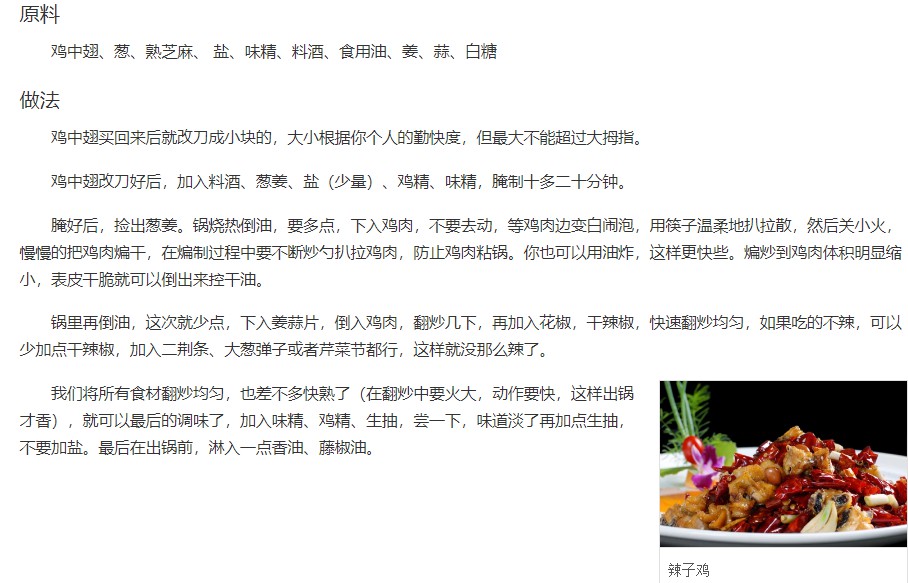 原料
鸡中翅、葱、熟芝麻、 盐、味精、料酒、食用油、姜、蒜、白糖
做法
鸡中翅买回来后就改刀成小块的，大小根据你个人的勤快度，但最大不能超过大拇指。
鸡中翅改刀好后，加入料酒、葱姜、盐（少量）、鸡精、味精，腌制十多二十分钟。
腌好后，捡出葱姜。锅烧热倒油，要多点，下入鸡肉，不要去动，等鸡肉边变白闹泡，用筷子温柔地扒拉散，然后关小火，
慢慢的把鸡肉煸干，在煸制过程中要不断炒勺扒拉鸡肉，防止鸡肉粘锅。你也可以用油炸，这样更快些。煸炒到鸡肉体积明显缩
小，表皮干脆就可以倒出来控干油。
锅里再倒油，这次就少点，下入姜蒜片，倒入鸡肉，翻炒几下，再加入花椒，干辣椒，快速翻炒均匀，如果吃的不辣，可以
少加点干辣椒，加入二荆条、大葱弹子或者芹菜节都行，这样就没那么辣了。
我们将所有食材翻炒均匀，也差不多快熟了（在翻炒中要火大，动作要快，这样出锅
才香），就可以最后的调味了，加入味精、鸡精、生抽，尝一下，味道淡了再加点生抽，
不要加盐。最后在出锅前，淋入一点香油、藤椒油。
辣子鸡